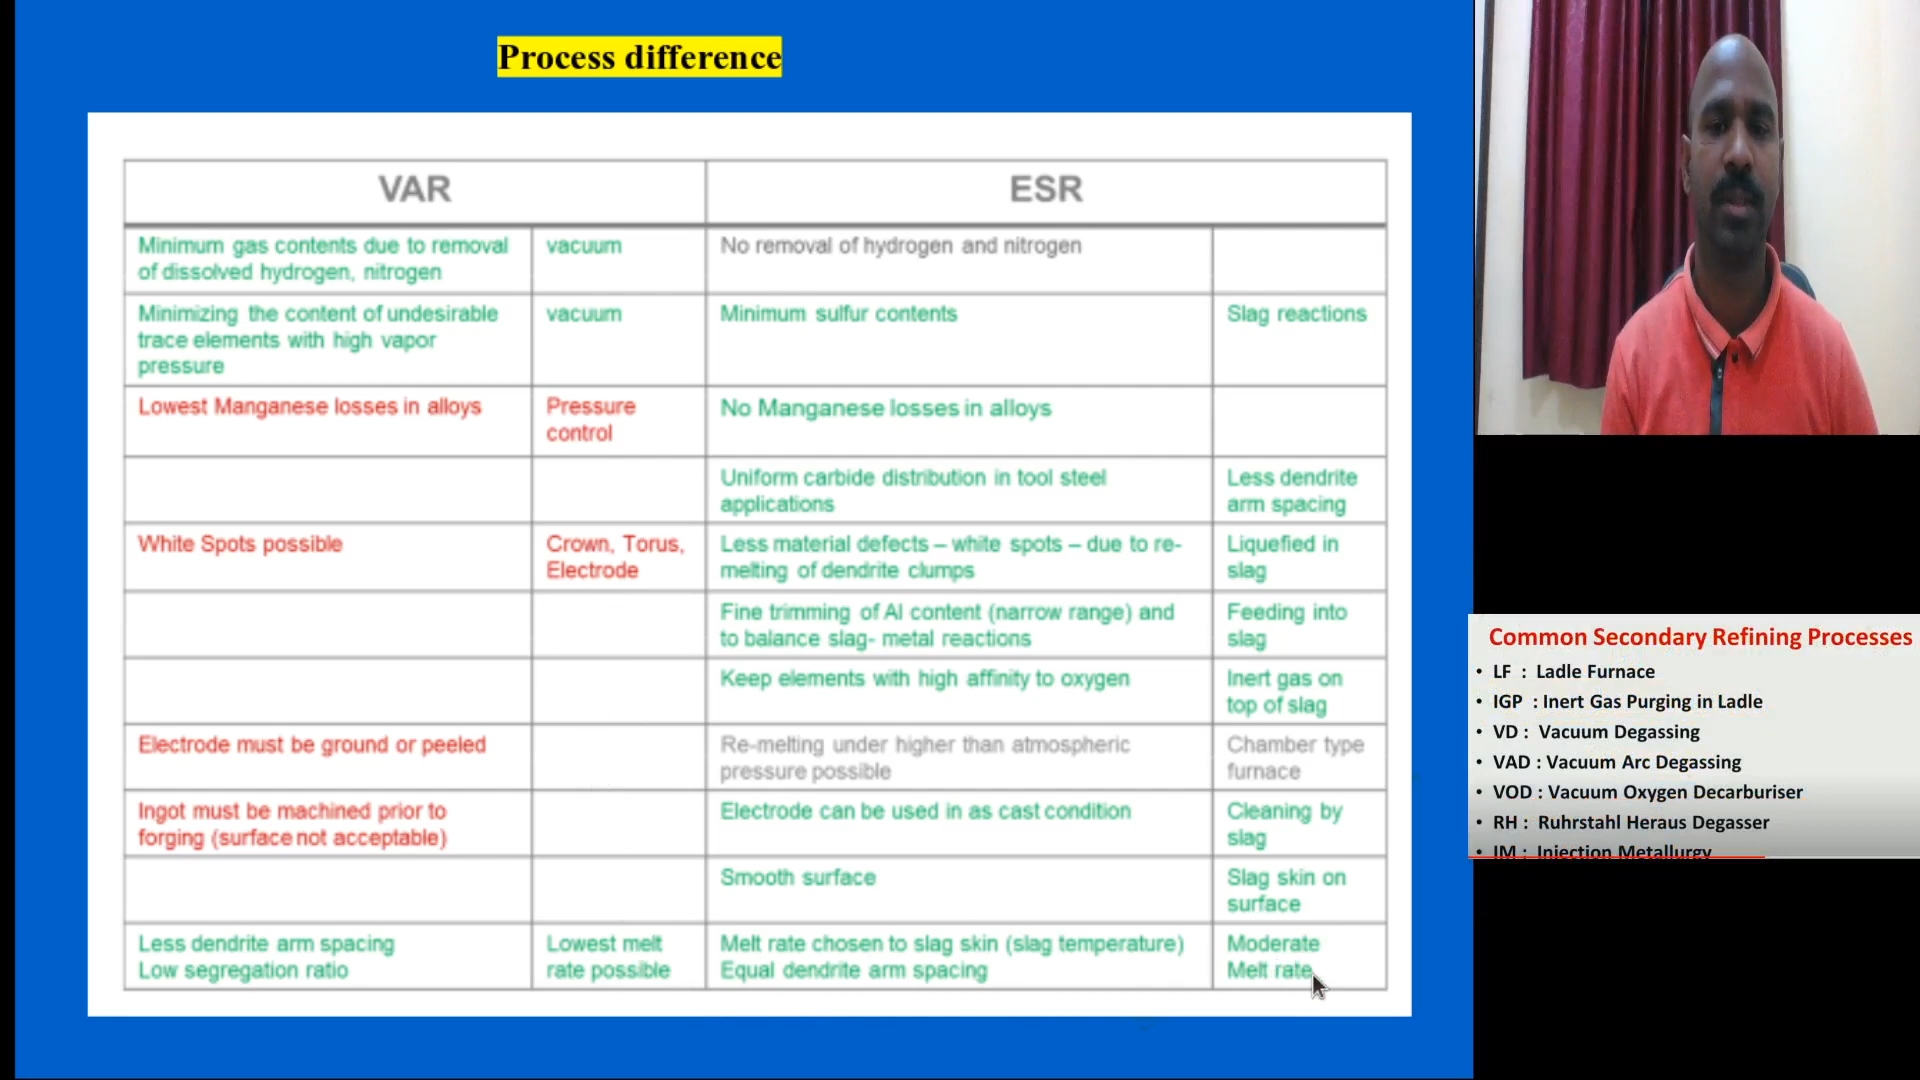 Process difference
VAR
ESR
Minimum gas contents due to removal
of dissolved hydrogen, nitrogen
vacuum
No removal of hydrogen and nitrogen
Minimizing the content of undesirable
trace elements with high vapor
pressure
vacuum
Minimum sulfur contents
Slag reactions
Lowest Manganese losses in alloys
Pressure
control
No Manganese losses in alloys
Uniform carbide distribution in tool steel
applications
Less dendrite
arm spacing
White Spots possible
Crown, Torus,
Electrode
Less material defects – white spots – due to re-
melting of dendrite clumps
Liquefied in
slag
Fine trimming of Al content (narrow range) and
to balance slag- metal reactions
Feeding into
slag
Keep elements with high affinity to oxygen
Inert gas on
top of slag
Electrode must be ground or peeled
Re-melting under higher than atmospheric
pressure possible
Chamber type
furnace
Ingot must be machined prior to
forging (surface not acceptable)
Electrode can be used in as cast condition
Cleaning by
slag
Smooth surface
Slag skin on
surface
Less dendrite arm spacing
Low segregation ratio
Lowest melt
rate possible
Melt rate chosen to slag skin (slag temperature)
Equal dendrite arm spacing
Moderate
Melt rate
Common Secondary Refining Processes
• LF : Ladle Furnace
• IGP : Inert Gas Purging in Ladle
• VD : Vacuum Degassing
• VAD : Vacuum Arc Degassing
• VOD : Vacuum Oxygen Decarburiser
• RH : Ruhrstahl Heraus Degasser
• IM : Injection Metallurgy